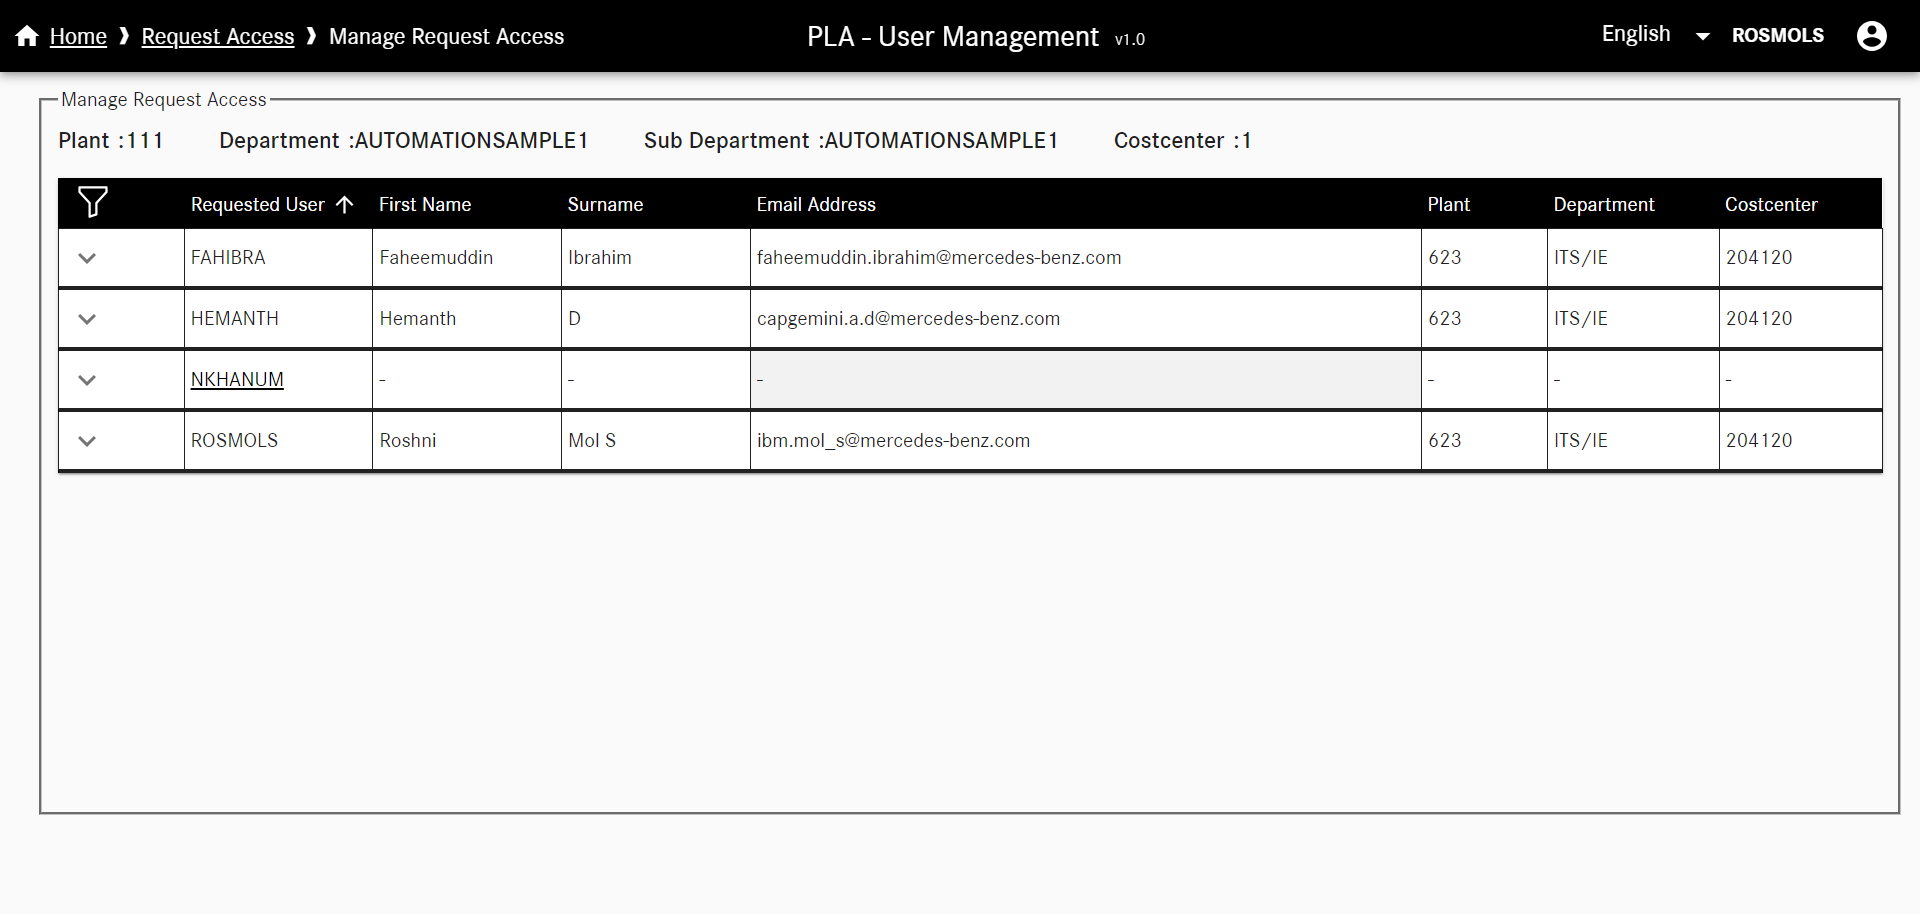 Home ❱ Request Access ❱ Manage Request Access
PLA - User Management v1.0
English ROSMOLS
Manage Request Access
Plant :111 Department :AUTOMATIONSAMPLE1 Sub Department :AUTOMATIONSAMPLE1 Costcenter :1
Requested User First Name Surname Email Address Plant Department Costcenter
FAHIBRA Faheemuddin Ibrahim faheemuddin.ibrahim@mercedes-benz.com 623 ITS/IE 204120
HEMANTH Hemanth D capgemini.a.d@mercedes-benz.com 623 ITS/IE 204120
NKHANUM - - - - - -
ROSMOLS Roshni Mol S ibm.mol_s@mercedes-benz.com 623 ITS/IE 204120